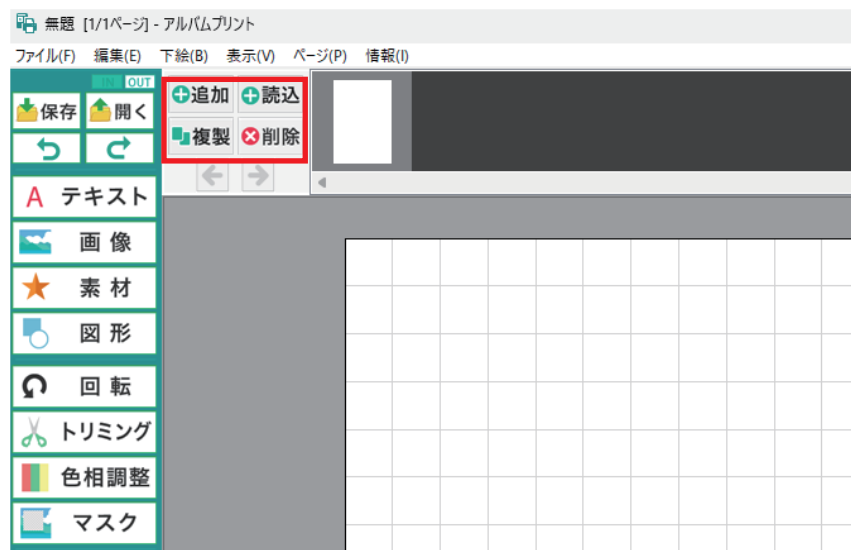 無題 [1/1ページ] - アルバムプリント
ファイル(F) 編集(E) 下絵(B) 表示(V) ページ(P) 情報(I)
IN OUT
保存 開く
追加 読込
複製 削除
テキスト
画像
素材
図形
回転
トリミング
色相調整
マスク